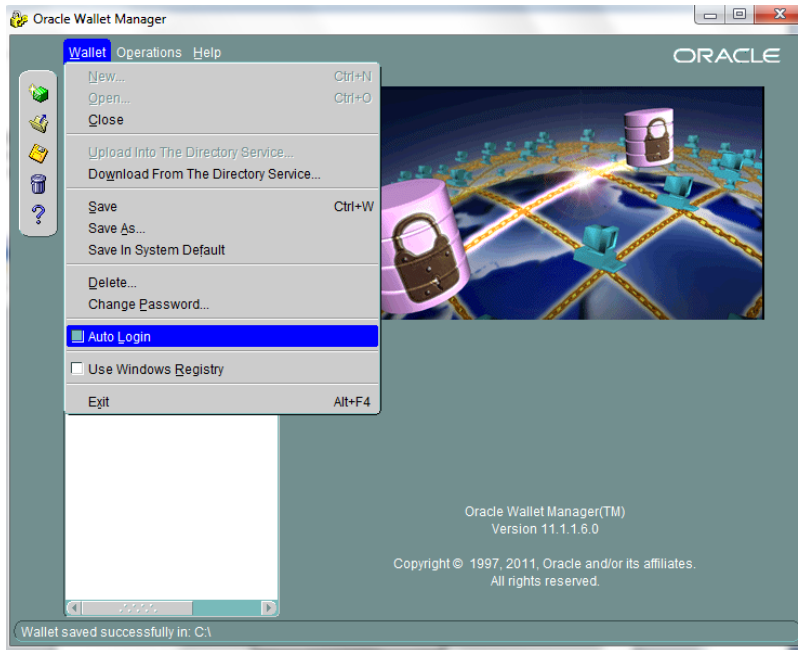 Oracle Wallet Manager
Wallet Operations Help
ORACLE
New... Ctrl+N
Open... Ctrl+O
Close
Upload Into The Directory Service...
Download From The Directory Service...
Save Ctrl+W
Save As...
Save In System Default
Delete...
Change Password...
Auto Login
Use Windows Registry
Exit Alt+F4
Oracle Wallet Manager(TM)
Version 11.1.1.6.0
Copyright © 1997, 2011, Oracle and/or its affiliates.
All rights reserved.
Wallet saved successfully in: C:\